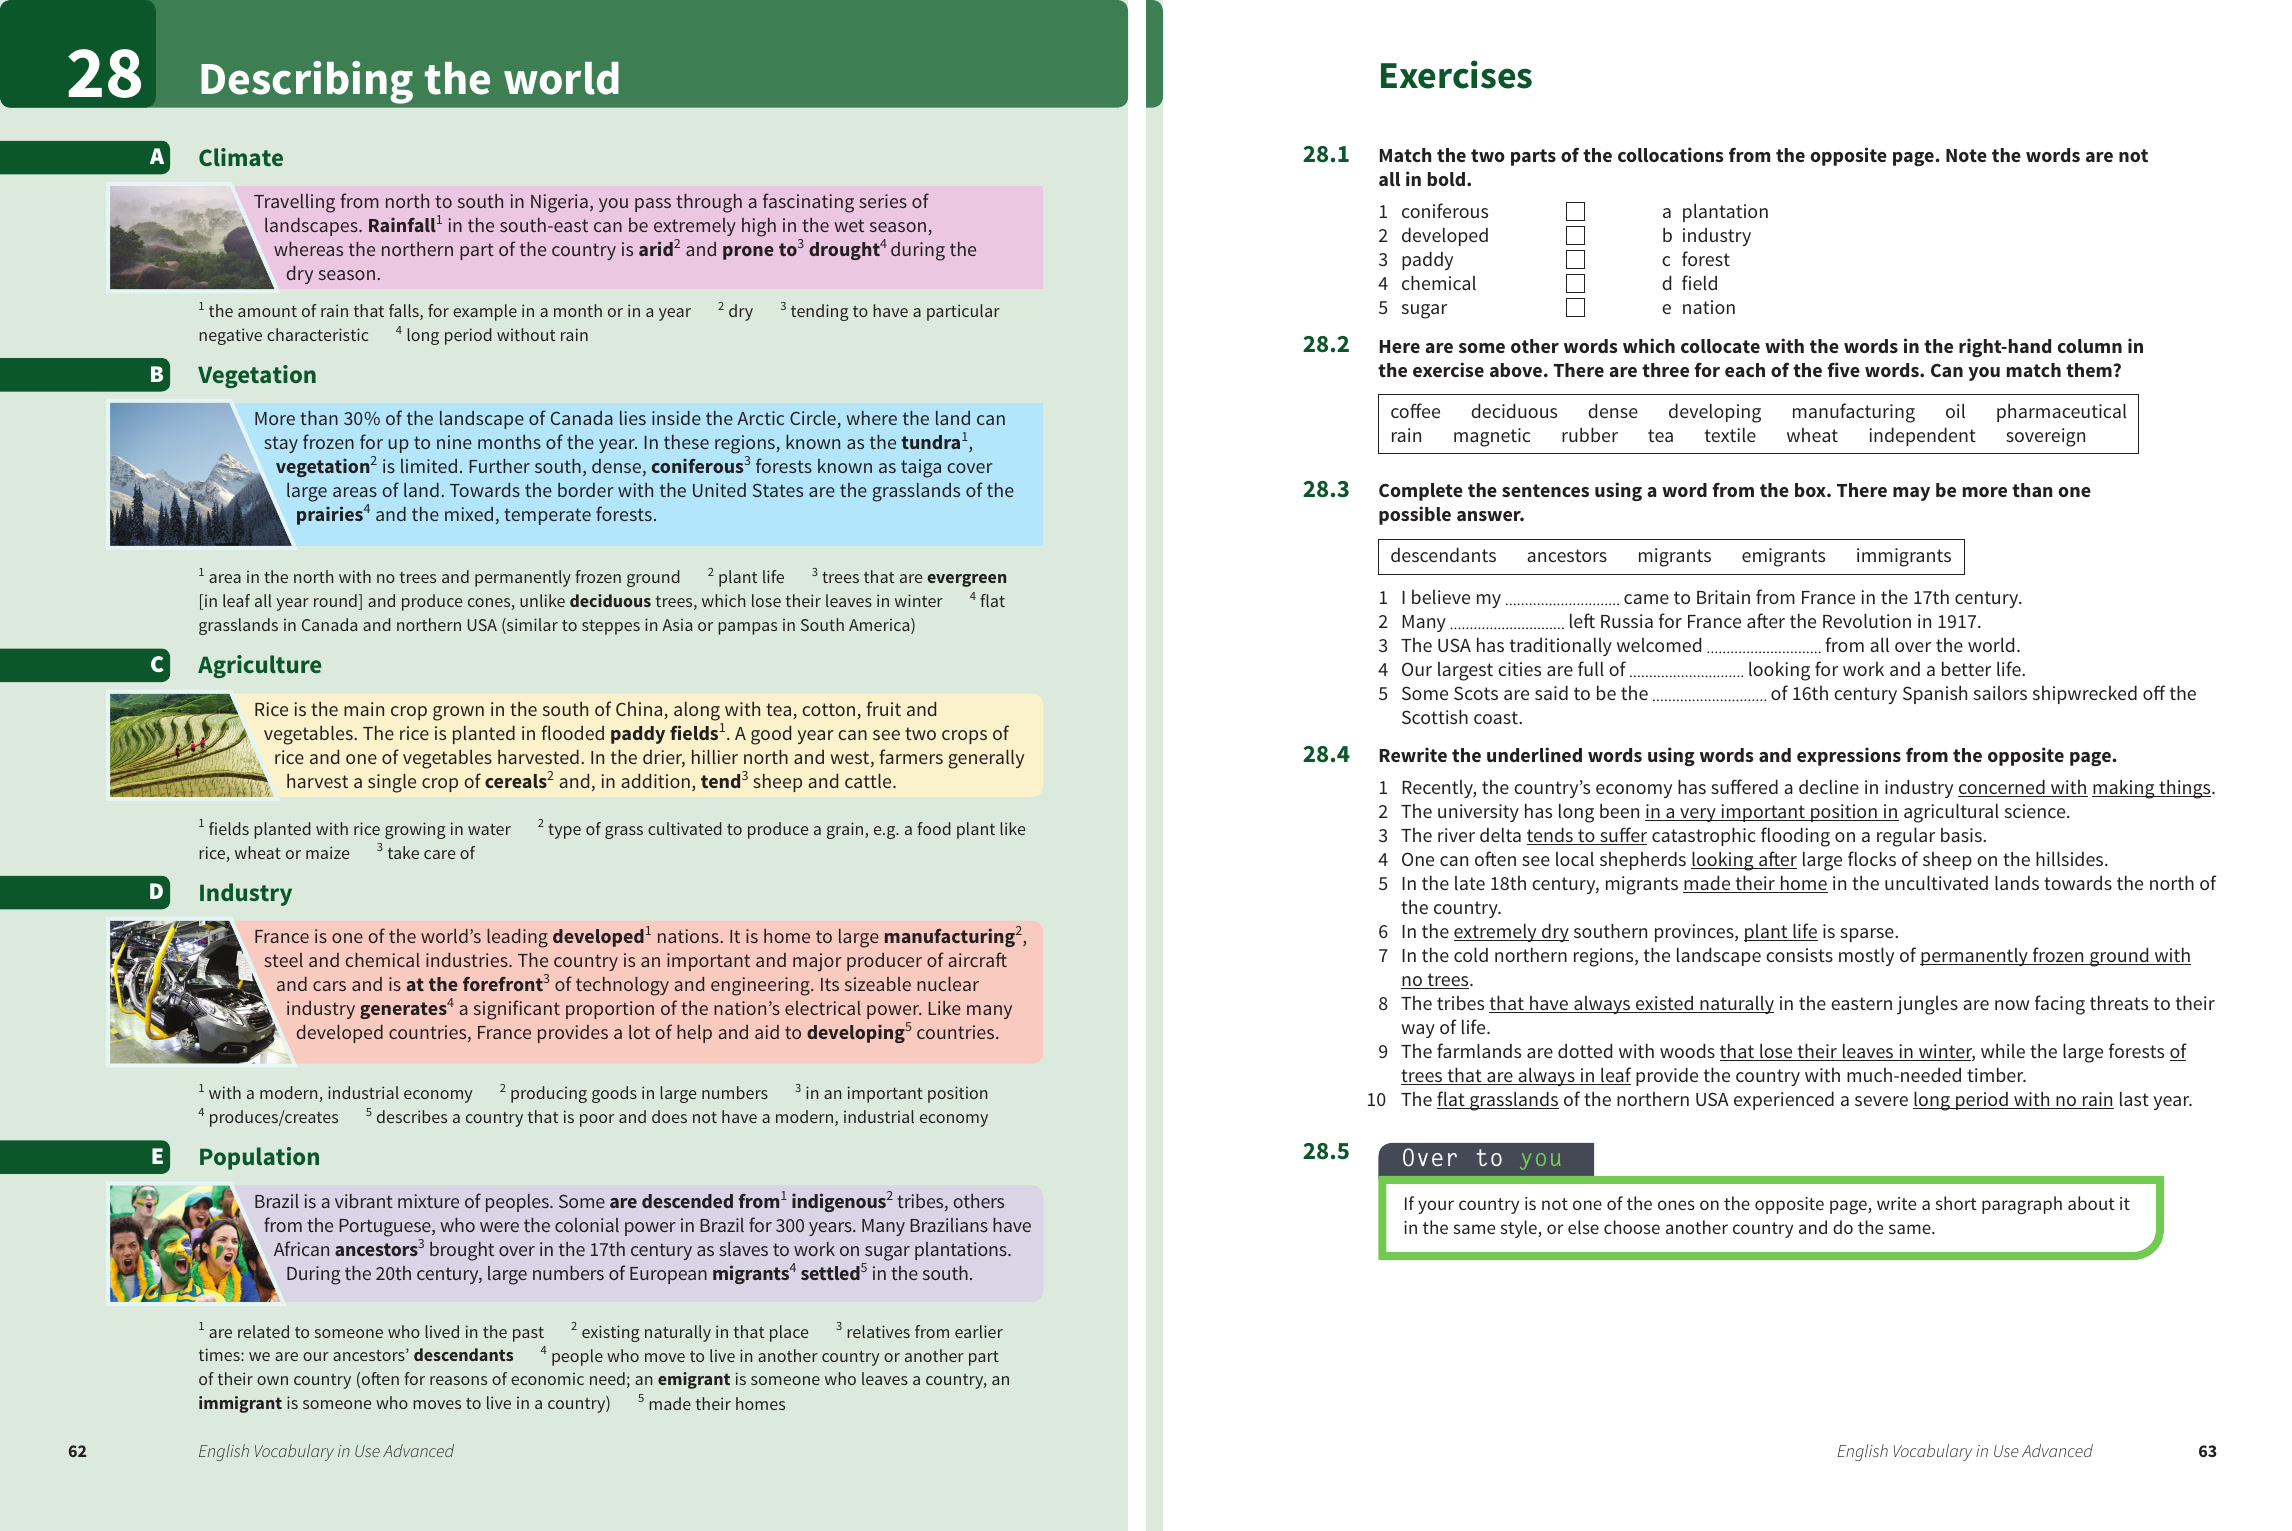 28
Describing the world
A
Climate
Travelling from north to south in Nigeria, you pass through a fascinating series of
landscapes. Rainfall1 in the south-east can be extremely high in the wet season,
whereas the northern part of the country is arid2 and prone to3 drought4 during the
dry season.
1 the amount of rain that falls, for example in a month or in a year 2 dry 3 tending to have a particular
negative characteristic 4 long period without rain
B
Vegetation
More than 30% of the landscape of Canada lies inside the Arctic Circle, where the land can
stay frozen for up to nine months of the year. In these regions, known as the tundra1,
vegetation2 is limited. Further south, dense, coniferous3 forests known as taiga cover
large areas of land. Towards the border with the United States are the grasslands of the
prairies4 and the mixed, temperate forests.
1 area in the north with no trees and permanently frozen ground 2 plant life 3 trees that are evergreen
[in leaf all year round] and produce cones, unlike deciduous trees, which lose their leaves in winter 4 flat
grasslands in Canada and northern USA (similar to steppes in Asia or pampas in South America)
C
Agriculture
Rice is the main crop grown in the south of China, along with tea, cotton, fruit and
vegetables. The rice is planted in flooded paddy fields1. A good year can see two crops of
rice and one of vegetables harvested. In the drier, hillier north and west, farmers generally
harvest a single crop of cereals2 and, in addition, tend3 sheep and cattle.
1 fields planted with rice growing in water 2 type of grass cultivated to produce a grain, e.g. a food plant like
rice, wheat or maize 3 take care of
D
Industry
France is one of the world's leading developed1 nations. It is home to large manufacturing2,
steel and chemical industries. The country is an important and major producer of aircraft
and cars and is at the forefront3 of technology and engineering. Its sizeable nuclear
industry generates4 a significant proportion of the nation's electrical power. Like many
developed countries, France provides a lot of help and aid to developing5 countries.
1 with a modern, industrial economy 2 producing goods in large numbers 3 in an important position
4 produces/creates 5 describes a country that is poor and does not have a modern, industrial economy
E
Population
Brazil is a vibrant mixture of peoples. Some are descended from1 indigenous2 tribes, others
from the Portuguese, who were the colonial power in Brazil for 300 years. Many Brazilians have
African ancestors3 brought over in the 17th century as slaves to work on sugar plantations.
During the 20th century, large numbers of European migrants4 settled5 in the south.
1 are related to someone who lived in the past 2 existing naturally in that place 3 relatives from earlier
times: we are our ancestors' descendants 4 people who move to live in another country or another part
of their own country (often for reasons of economic need; an emigrant is someone who leaves a country, an
immigrant is someone who moves to live in a country) 5 made their homes
62
English Vocabulary in Use Advanced
Exercises
28.1 Match the two parts of the collocations from the opposite page. Note the words are not
all in bold.
1 coniferous a plantation
2 developed b industry
3 paddy c forest
4 chemical d field
5 sugar e nation
28.2 Here are some other words which collocate with the words in the right-hand column in
the exercise above. There are three for each of the five words. Can you match them?
coffee deciduous dense developing manufacturing oil pharmaceutical
rain magnetic rubber tea textile wheat independent sovereign
28.3 Complete the sentences using a word from the box. There may be more than one
possible answer.
descendants ancestors migrants emigrants immigrants
1 I believe my ............................. came to Britain from France in the 17th century.
2 Many ............................. left Russia for France after the Revolution in 1917.
3 The USA has traditionally welcomed ............................. from all over the world.
4 Our largest cities are full of ............................. looking for work and a better life.
5 Some Scots are said to be the ............................. of 16th century Spanish sailors shipwrecked off the
Scottish coast.
28.4 Rewrite the underlined words using words and expressions from the opposite page.
1 Recently, the country's economy has suffered a decline in industry concerned with making things.
2 The university has long been in a very important position in agricultural science.
3 The river delta tends to suffer catastrophic flooding on a regular basis.
4 One can often see local shepherds looking after large flocks of sheep on the hillsides.
5 In the late 18th century, migrants made their home in the uncultivated lands towards the north of
the country.
6 In the extremely dry southern provinces, plant life is sparse.
7 In the cold northern regions, the landscape consists mostly of permanently frozen ground with
no trees.
8 The tribes that have always existed naturally in the eastern jungles are now facing threats to their
way of life.
9 The farmlands are dotted with woods that lose their leaves in winter, while the large forests of
trees that are always in leaf provide the country with much-needed timber.
10 The flat grasslands of the northern USA experienced a severe long period with no rain last year.
28.5
Over to you
If your country is not one of the ones on the opposite page, write a short paragraph about it
in the same style, or else choose another country and do the same.
English Vocabulary in Use Advanced
63